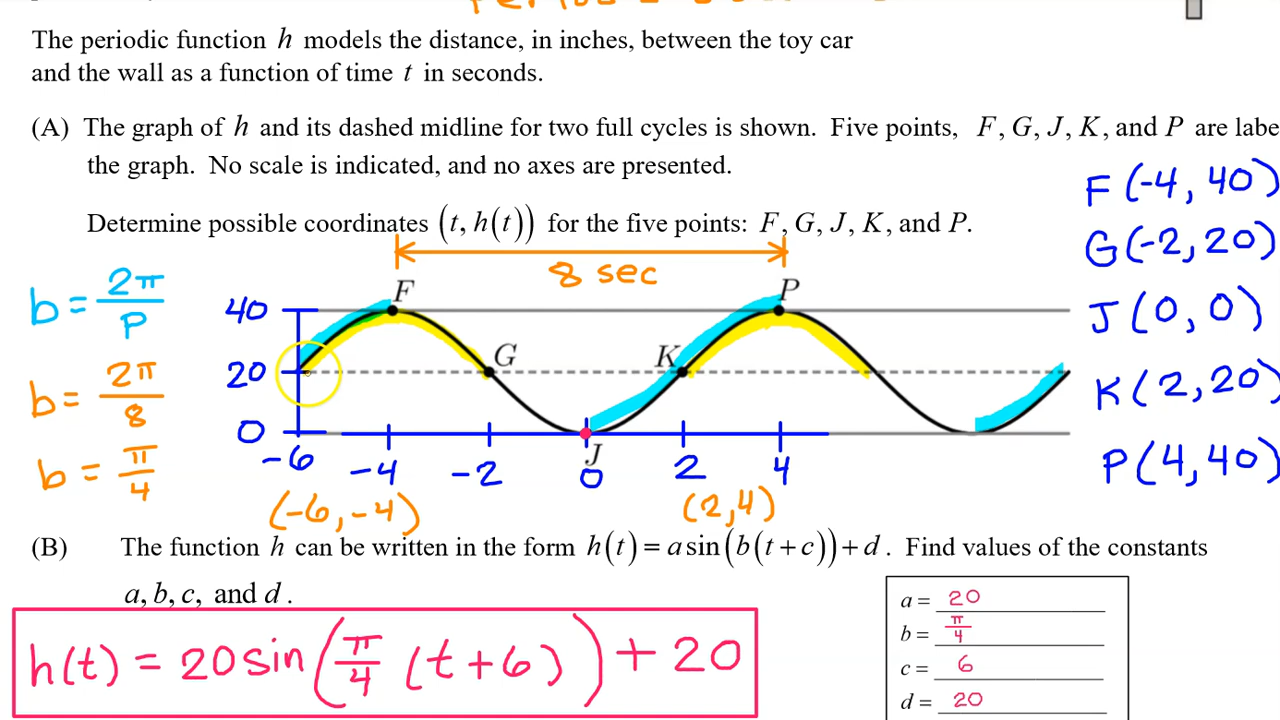 The periodic function h models the distance, in inches, between the toy car
and the wall as a function of time t in seconds.
(A) The graph of h and its dashed midline for two full cycles is shown. Five points, F, G, J, K, and P are labe
the graph. No scale is indicated, and no axes are presented.
Determine possible coordinates (t, h(t)) for the five points: F, G, J, K, and P.
F(-4, 40)
G(-2, 20)
J(0, 0)
K(2, 20)
P(4, 40)
8 sec
b = 2π/P
b = 2π/8
b = π/4
40
20
0
F
G
J
K
P
-6 -4 -2 0 2 4
(-6, -4) (2, 4)
(B) The function h can be written in the form h(t) = a sin(b(t+c)) + d. Find values of the constants
a, b, c, and d.
h(t) = 20 sin(π/4 (t+6)) + 20
a = 20
b = π/4
c = 6
d = 20